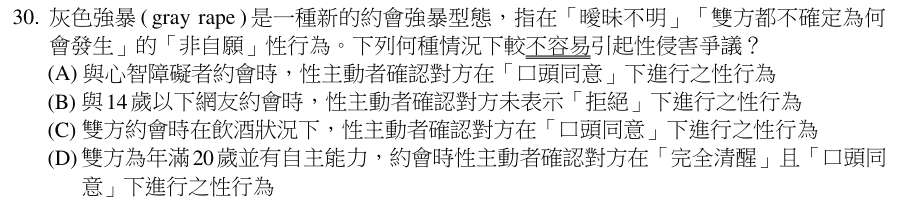 30. 灰色強暴 ( gray rape ) 是一種新的約會強暴型態，指在「曖昧不明」「雙方都不確定為何
會發生」的「非自願」性行為。下列何種情況下較不容易引起性侵害爭議？
(A) 與心智障礙者約會時，性主動者確認對方在「口頭同意」下進行之性行為
(B) 與 14 歲以下網友約會時，性主動者確認對方未表示「拒絕」下進行之性行為
(C) 雙方約會時在飲酒狀況下，性主動者確認對方在「口頭同意」下進行之性行為
(D) 雙方為年滿 20 歲並有自主能力，約會時性主動者確認對方在「完全清醒」且「口頭同
意」下進行之性行為